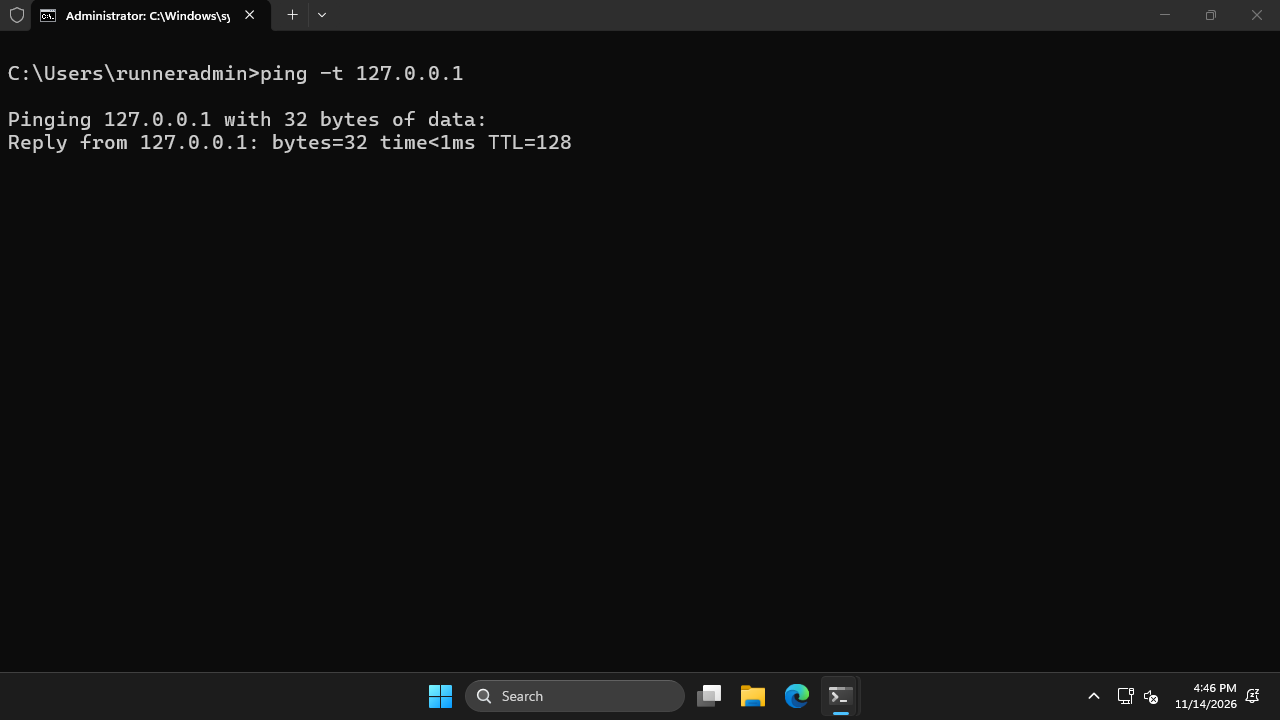 Administrator: C:\Windows\sy
C:\Users\runneradmin>ping -t 127.0.0.1
Pinging 127.0.0.1 with 32 bytes of data:
Reply from 127.0.0.1: bytes=32 time<1ms TTL=128
Search
4:46 PM
11/14/2026